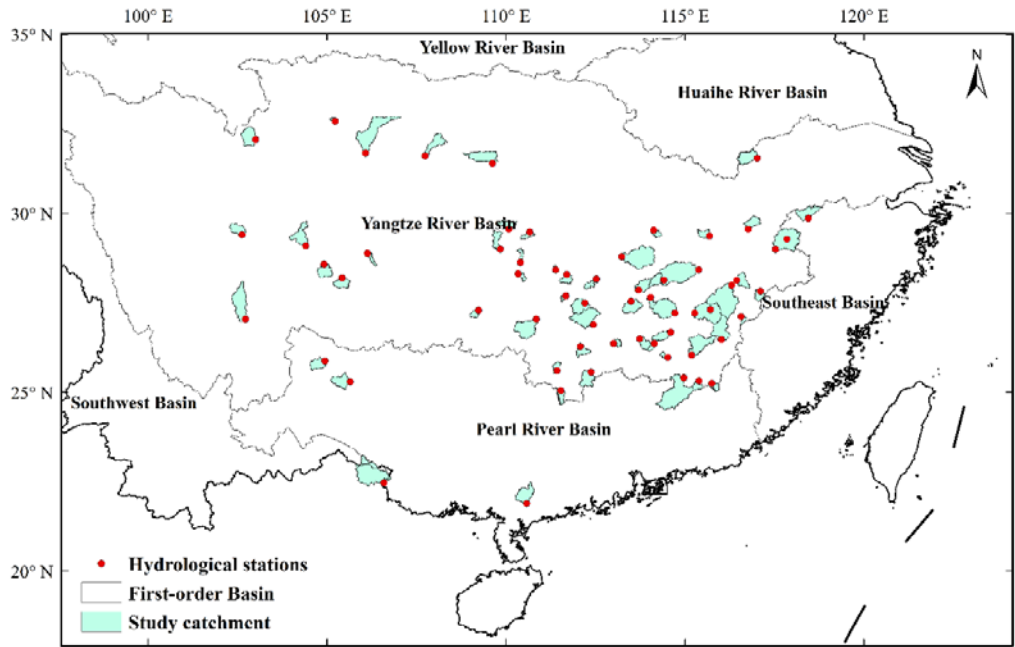 100° E 105° E 110° E 115° E 120° E
35° N
Yellow River Basin
N
Huaihe River Basin
30° N
Yangtze River Basin
Southeast Basin
25° N
Southwest Basin
Pearl River Basin
20° N
Hydrological stations
First-order Basin
Study catchment